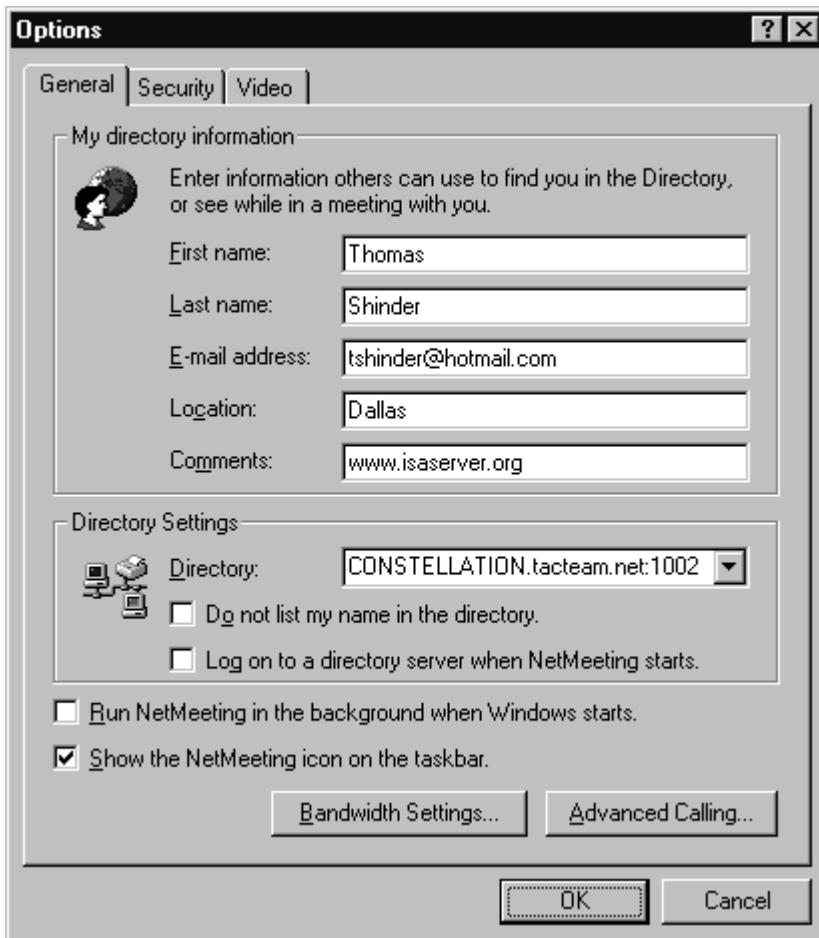 Options
General Security Video
My directory information
Enter information others can use to find you in the Directory,
or see while in a meeting with you.
First name: Thomas
Last name: Shinder
E-mail address: tshinder@hotmail.com
Location: Dallas
Comments: www.isaserver.org
Directory Settings
Directory: CONSTELLATION.tacteam.net:1002
Do not list my name in the directory.
Log on to a directory server when NetMeeting starts.
Run NetMeeting in the background when Windows starts.
Show the NetMeeting icon on the taskbar.
Bandwidth Settings... Advanced Calling...
OK Cancel